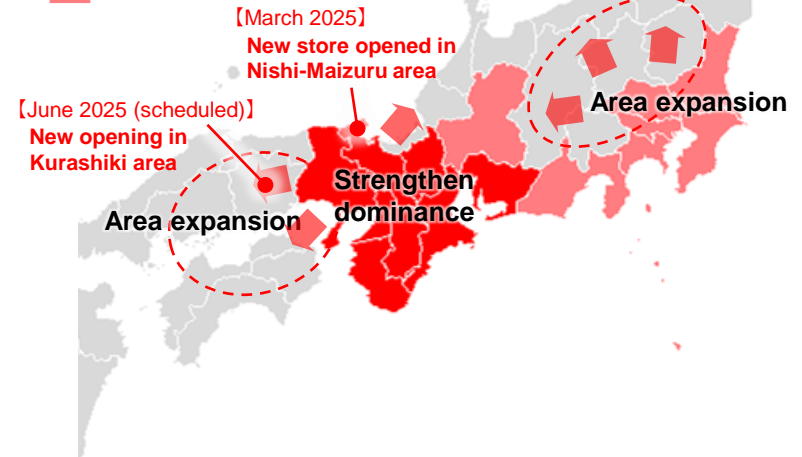 【March 2025】
New store opened in
Nishi-Maizuru area
【June 2025 (scheduled)】
New opening in
Kurashiki area
Area expansion
Strengthen
dominance
Area expansion